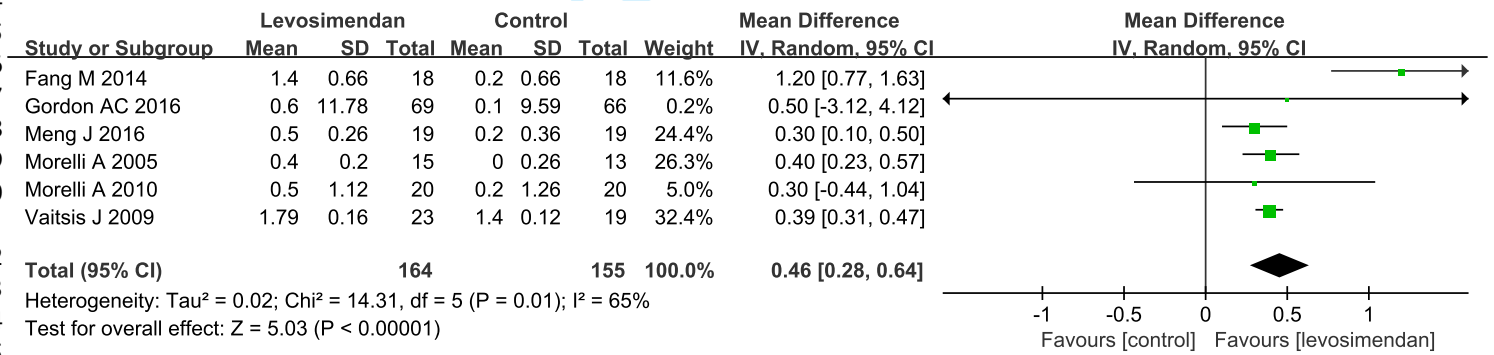 Levosimendan Control Mean Difference Mean Difference
Study or Subgroup Mean SD Total Mean SD Total Weight IV, Random, 95% CI IV, Random, 95% CI
Fang M 2014 1.4 0.66 18 0.2 0.66 18 11.6% 1.20 [0.77, 1.63]
Gordon AC 2016 0.6 11.78 69 0.1 9.59 66 0.2% 0.50 [-3.12, 4.12]
Meng J 2016 0.5 0.26 19 0.2 0.36 19 24.4% 0.30 [0.10, 0.50]
Morelli A 2005 0.4 0.2 15 0 0.26 13 26.3% 0.40 [0.23, 0.57]
Morelli A 2010 0.5 1.12 20 0.2 1.26 20 5.0% 0.30 [-0.44, 1.04]
Vaitsis J 2009 1.79 0.16 23 1.4 0.12 19 32.4% 0.39 [0.31, 0.47]
Total (95% CI) 164 155 100.0% 0.46 [0.28, 0.64]
Heterogeneity: Tau² = 0.02; Chi² = 14.31, df = 5 (P = 0.01); I² = 65%
Test for overall effect: Z = 5.03 (P < 0.00001)
-1 -0.5 0 0.5 1
Favours [control] Favours [levosimendan]